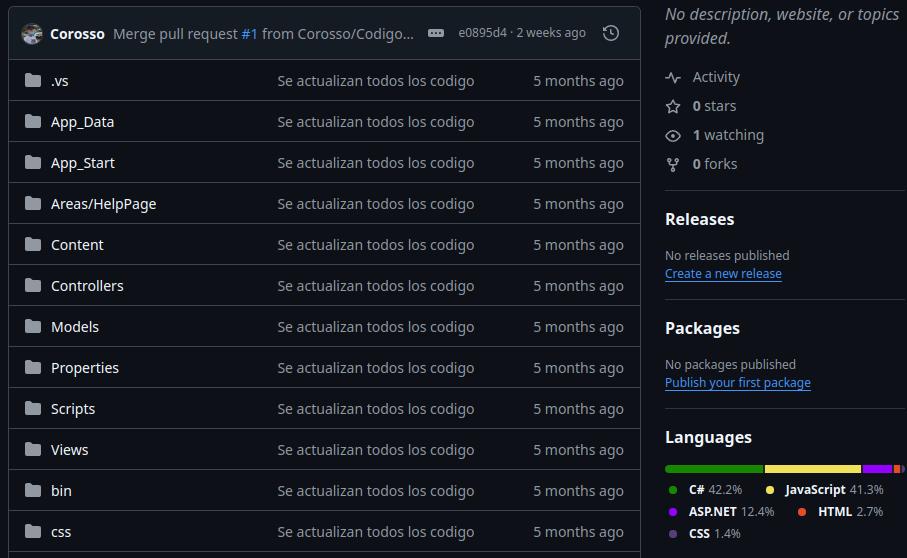 Corosso Merge pull request #1 from Corosso/Codigo... e0895d4 · 2 weeks ago
.vs Se actualizan todos los codigo 5 months ago
App_Data Se actualizan todos los codigo 5 months ago
App_Start Se actualizan todos los codigo 5 months ago
Areas/HelpPage Se actualizan todos los codigo 5 months ago
Content Se actualizan todos los codigo 5 months ago
Controllers Se actualizan todos los codigo 5 months ago
Models Se actualizan todos los codigo 5 months ago
Properties Se actualizan todos los codigo 5 months ago
Scripts Se actualizan todos los codigo 5 months ago
Views Se actualizan todos los codigo 5 months ago
bin Se actualizan todos los codigo 5 months ago
css Se actualizan todos los codigo 5 months ago
No description, website, or topics
provided.
Activity
0 stars
1 watching
0 forks
Releases
No releases published
Create a new release
Packages
No packages published
Publish your first package
Languages
C# 42.2% JavaScript 41.3%
ASP.NET 12.4% HTML 2.7%
CSS 1.4%